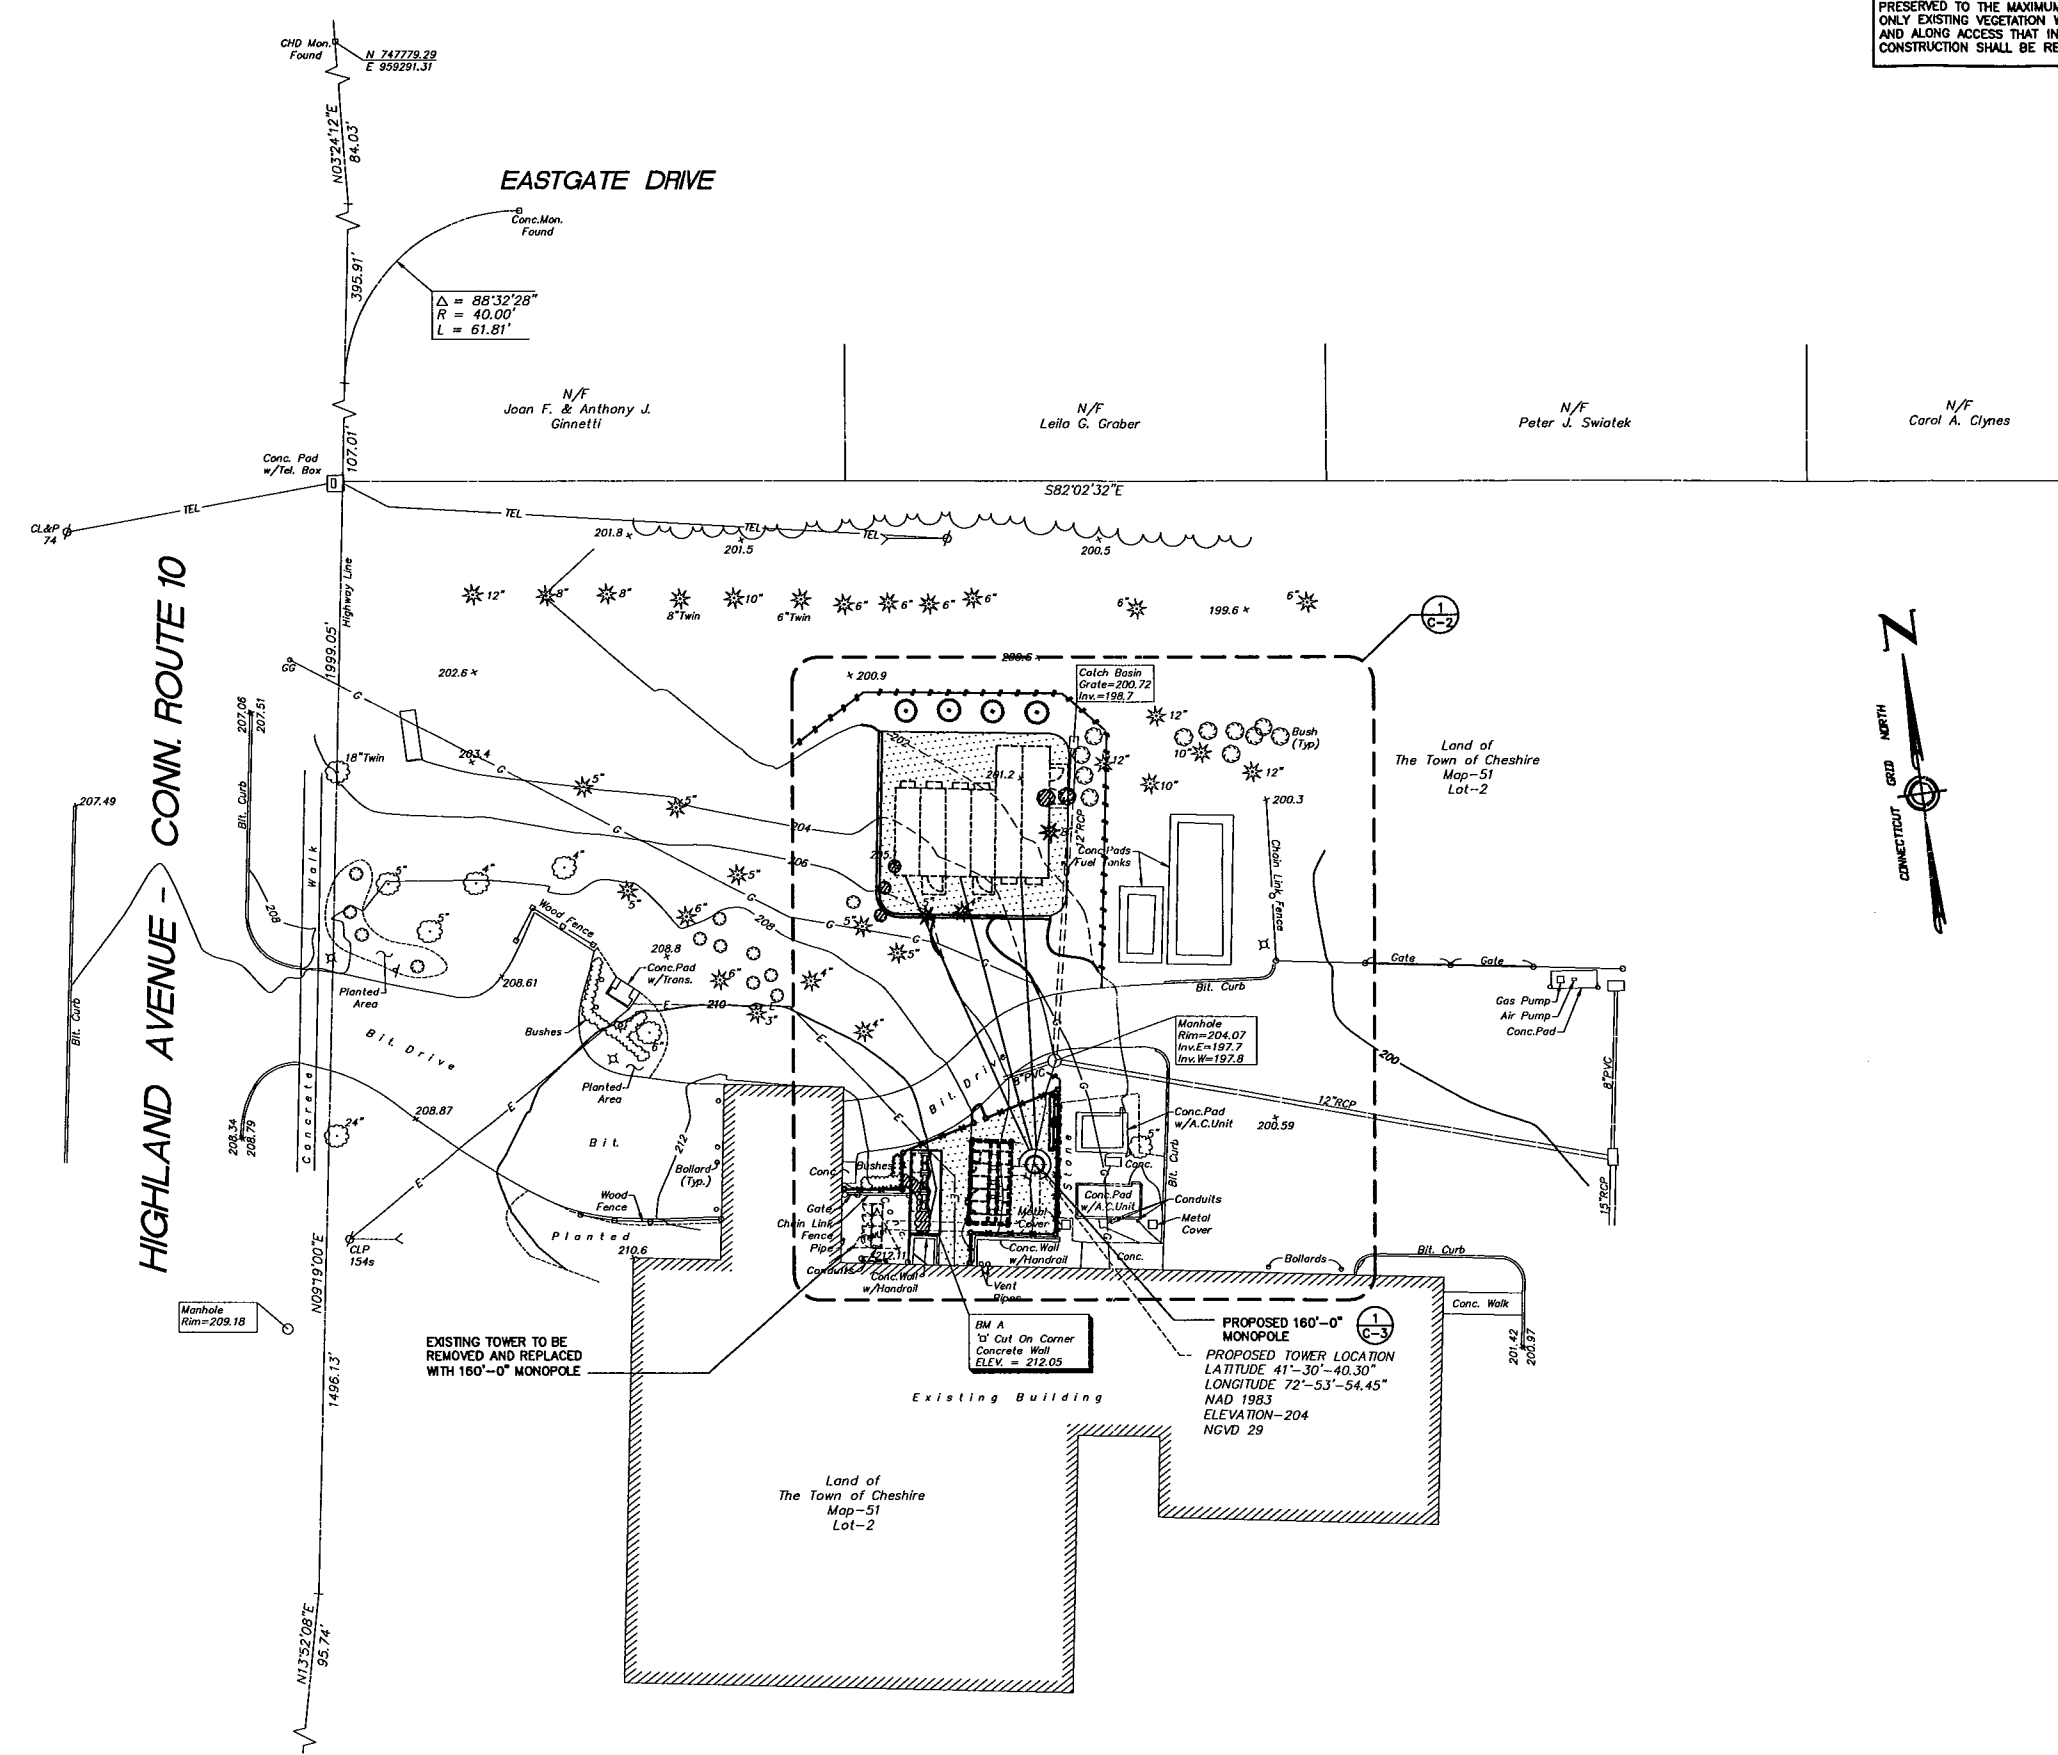 PRESERVED TO THE MAXIMUM
ONLY EXISTING VEGETATION
AND ALONG ACCESS THAT
CONSTRUCTION SHALL BE
CHD Mon.
Found
N 747779.29
E 959291.31
N03°24'12"E
84.03'
EASTGATE DRIVE
Conc.Mon.
Found
395.91'
Δ = 88°32'28"
R = 40.00'
L = 61.81'
N/F
Joan F. & Anthony J.
Ginnetti
N/F
Leila G. Graber
N/F
Peter J. Swiatek
N/F
Carol A. Clynes
107.01'
Conc. Pad
w/Tel. Box
S82°02'32"E
TEL
TEL
TEL
TEL
CL&P
74
201.8
201.5
200.5
HIGHLAND AVENUE - CONN. ROUTE 10
Highway Line
1999.05'
12"
8"
8"
8"Twin
10"
6"Twin
6"
6"
6"
6"
6"
199.6
6"
1
C-2
GG
202.6
200.9
Catch Basin
Grate=200.72
Inv.=198.7
207.06
207.51
Bit. Curb
18"Twin
203.4
G
G
G
G
G
G
G
G
G
G
202
201.2
12"
10"
12"
12"
10"
Bush
(Typ)
Land of
The Town of Cheshire
Map-51
Lot-2
CONNECTICUT GRID NORTH
N
207.49
5"
5"
204
206
200.3
12"RCP
Conc.Pads
/Fuel Tanks
Chain Link Fence
Walk
208
5"
4"
4"
5"
5"
5"
6"
Wood Fence
208
5"
5"
208.8
Conc.Pad
w/Trans.
6"
4"
208.61
Planted
Area
Bushes
E
210
3"
4"
6"
Bit. Curb
Bit. Curb
Gate
Gate
Gas Pump
Air Pump
Conc.Pad
Manhole
Rim=204.07
Inv.E=197.7
Inv.W=197.8
Bit. Drive
Planted
Area
E
E
E
E
E
Bit. Drive
8"PVC
200
8"PVC
12"RCP
208.34
208.79
Concrete
24"
208.87
Bit.
212
Bollard
(Typ.)
Conc.
Bushes
Stone
Conc.Pad
w/A.C.Unit
5"
Conc.
Bit. Curb
200.59
15"RCP
Conc.Pad
w/A.C.Unit
Conduits
Metal
Cover
Metal
Cover
Wood
Fence
Planted
210.6
Gate
Chain Link
Fence
Pipe
Conduits
212.11
Conc.Wall
w/Handrail
Conc.Wall
w/Handrail
Conc.
Vent
Pipes
Bollards
Bit. Curb
Conc. Walk
201.42
200.97
CLP
154s
N09°19'00"E
Manhole
Rim=209.18
1496.13'
EXISTING TOWER TO BE
REMOVED AND REPLACED
WITH 160'-0" MONOPOLE
BM A
'□' Cut On Corner
Concrete Wall
ELEV. = 212.05
PROPOSED 160'-0"
MONOPOLE
1
C-3
PROPOSED TOWER LOCATION
LATITUDE 41°-30'-40.30"
LONGITUDE 72°-53'-54.45"
NAD 1983
ELEVATION-204
NGVD 29
Existing Building
Land of
The Town of Cheshire
Map-51
Lot-2
N13°52'08"E
95.74'